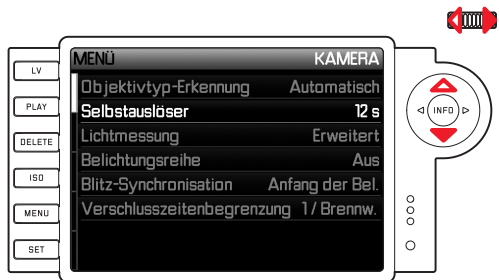 LV
PLAY
DELETE
ISO
MENU
SET
MENÜ KAMERA
Objektivtyp-Erkennung Automatisch
Selbstauslöser 12 s
Lichtmessung Erweitert
Belichtungsreihe Aus
Blitz-Synchronisation Anfang der Bel.
Verschlusszeitenbegrenzung 1 / Brennw.
INFO